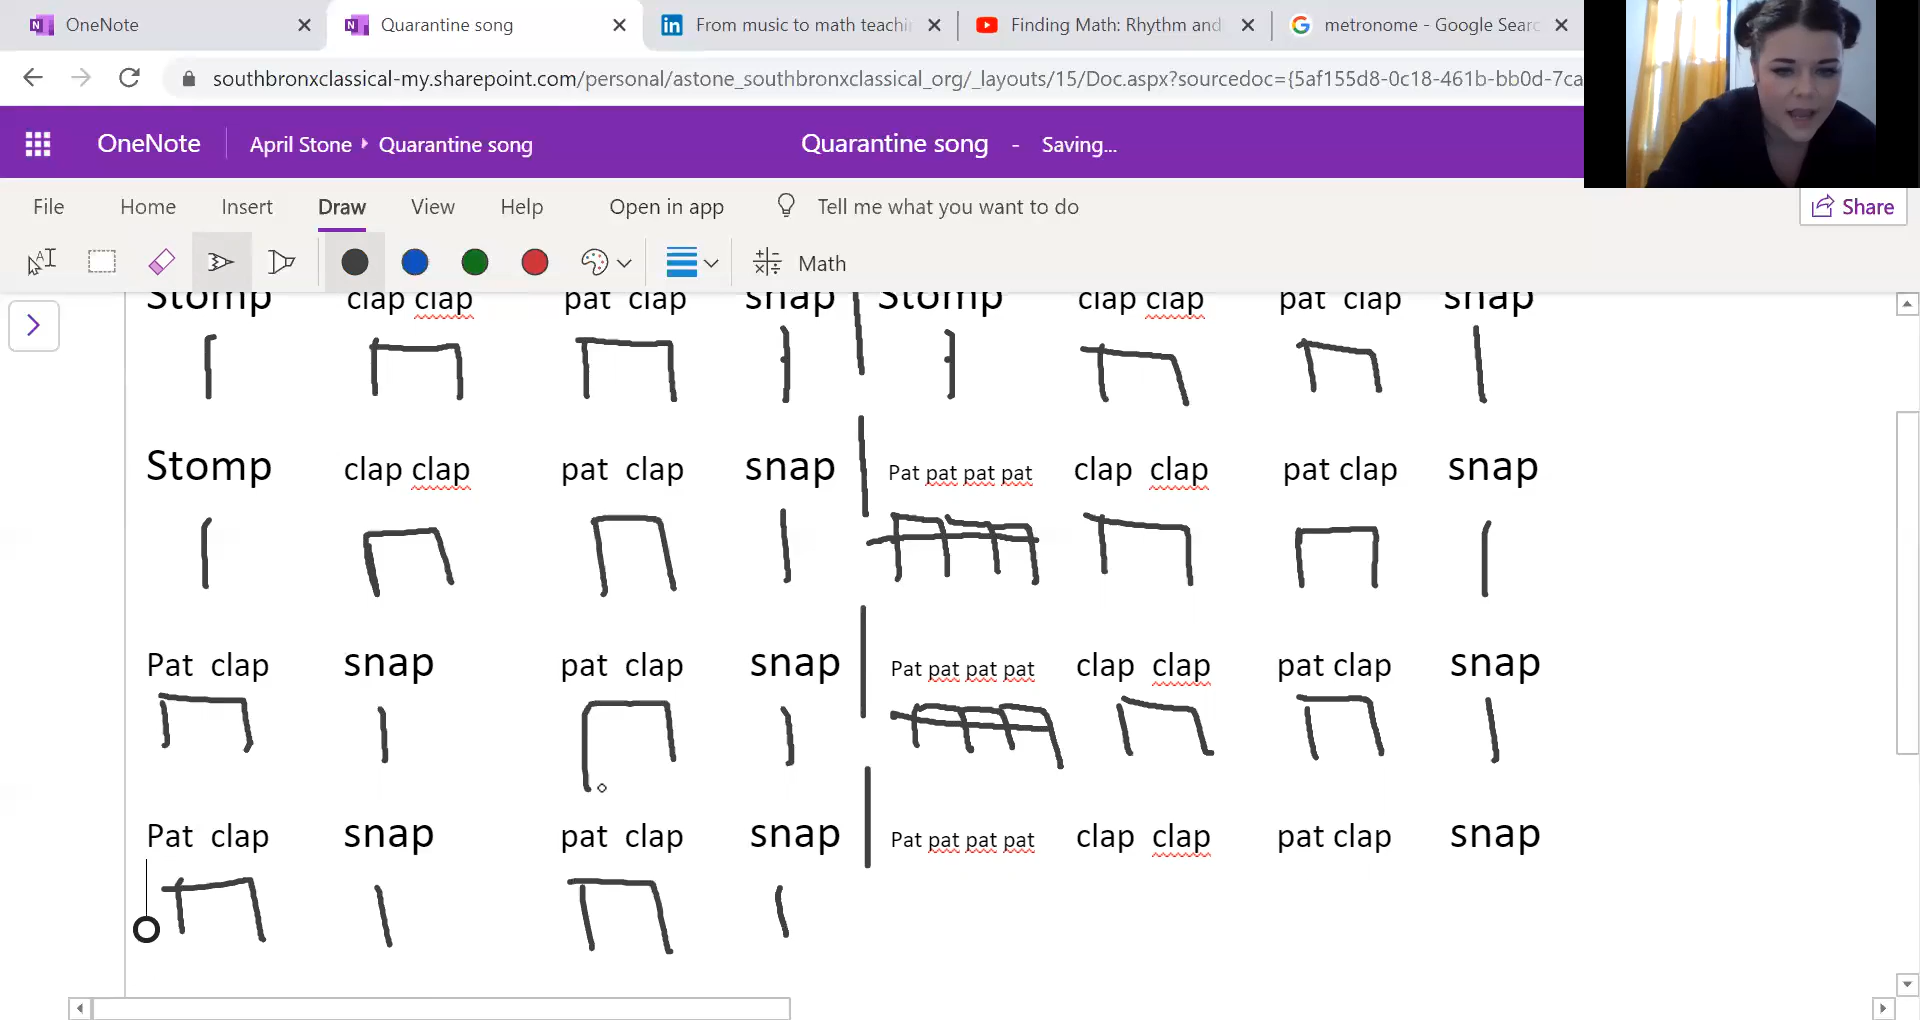 OneNote Quarantine song From music to math teachi Finding Math: Rhythm and metronome - Google Searc
southbronxclassical-my.sharepoint.com/personal/astone_southbronxclassical_org/_layouts/15/Doc.aspx?sourcedoc={5af155d8-0c18-461b-bb0d-7ca
OneNote April Stone Quarantine song Quarantine song - Saving...
File Home Insert Draw View Help Open in app Tell me what you want to do Share
Math
Stomp clap clap pat clap snap Stomp clap clap pat clap snap
Stomp clap clap pat clap snap Pat pat pat pat clap clap pat clap snap
Pat clap snap pat clap snap Pat pat pat pat clap clap pat clap snap
Pat clap snap pat clap snap Pat pat pat pat clap clap pat clap snap